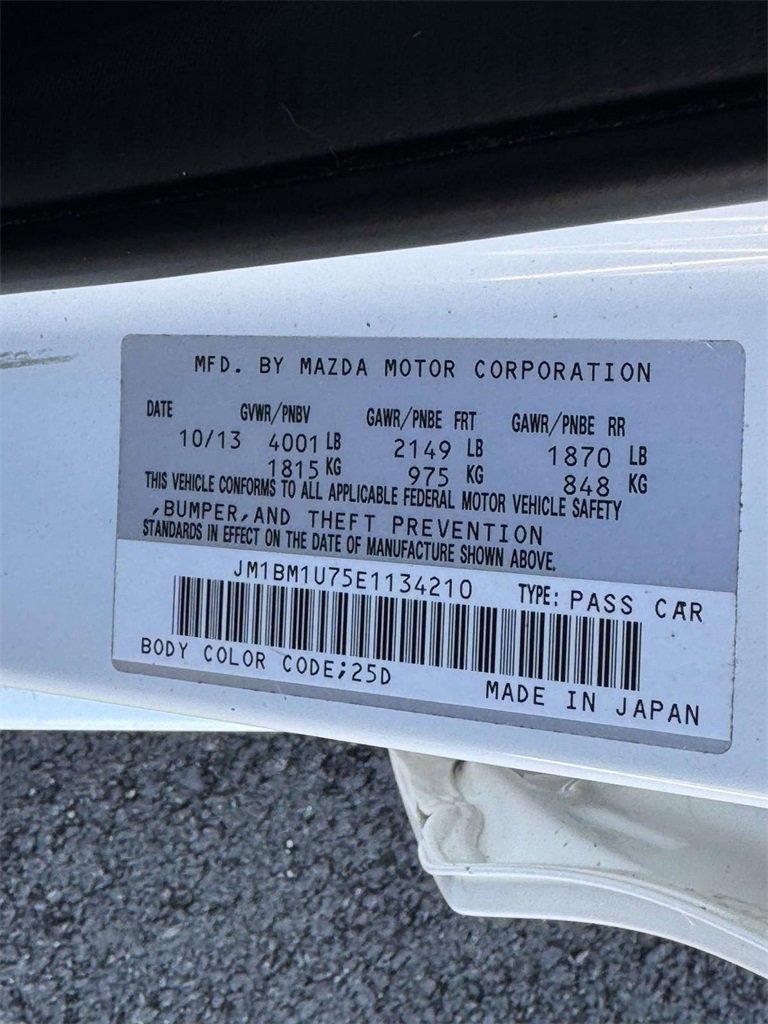 MFD. BY MAZDA MOTOR CORPORATION
DATE GVWR/PNBV GAWR/PNBE FRT GAWR/PNBE RR
10/13 4001 LB 2149 LB 1870 LB
1815 KG 975 KG 848 KG
THIS VEHICLE CONFORMS TO ALL APPLICABLE FEDERAL MOTOR VEHICLE SAFETY
,BUMPER,AND THEFT PREVENTION
STANDARDS IN EFFECT ON THE DATE OF MANUFACTURE SHOWN ABOVE.
JM1BM1U75E1134210 TYPE: PASS CAR
BODY COLOR CODE;25D MADE IN JAPAN